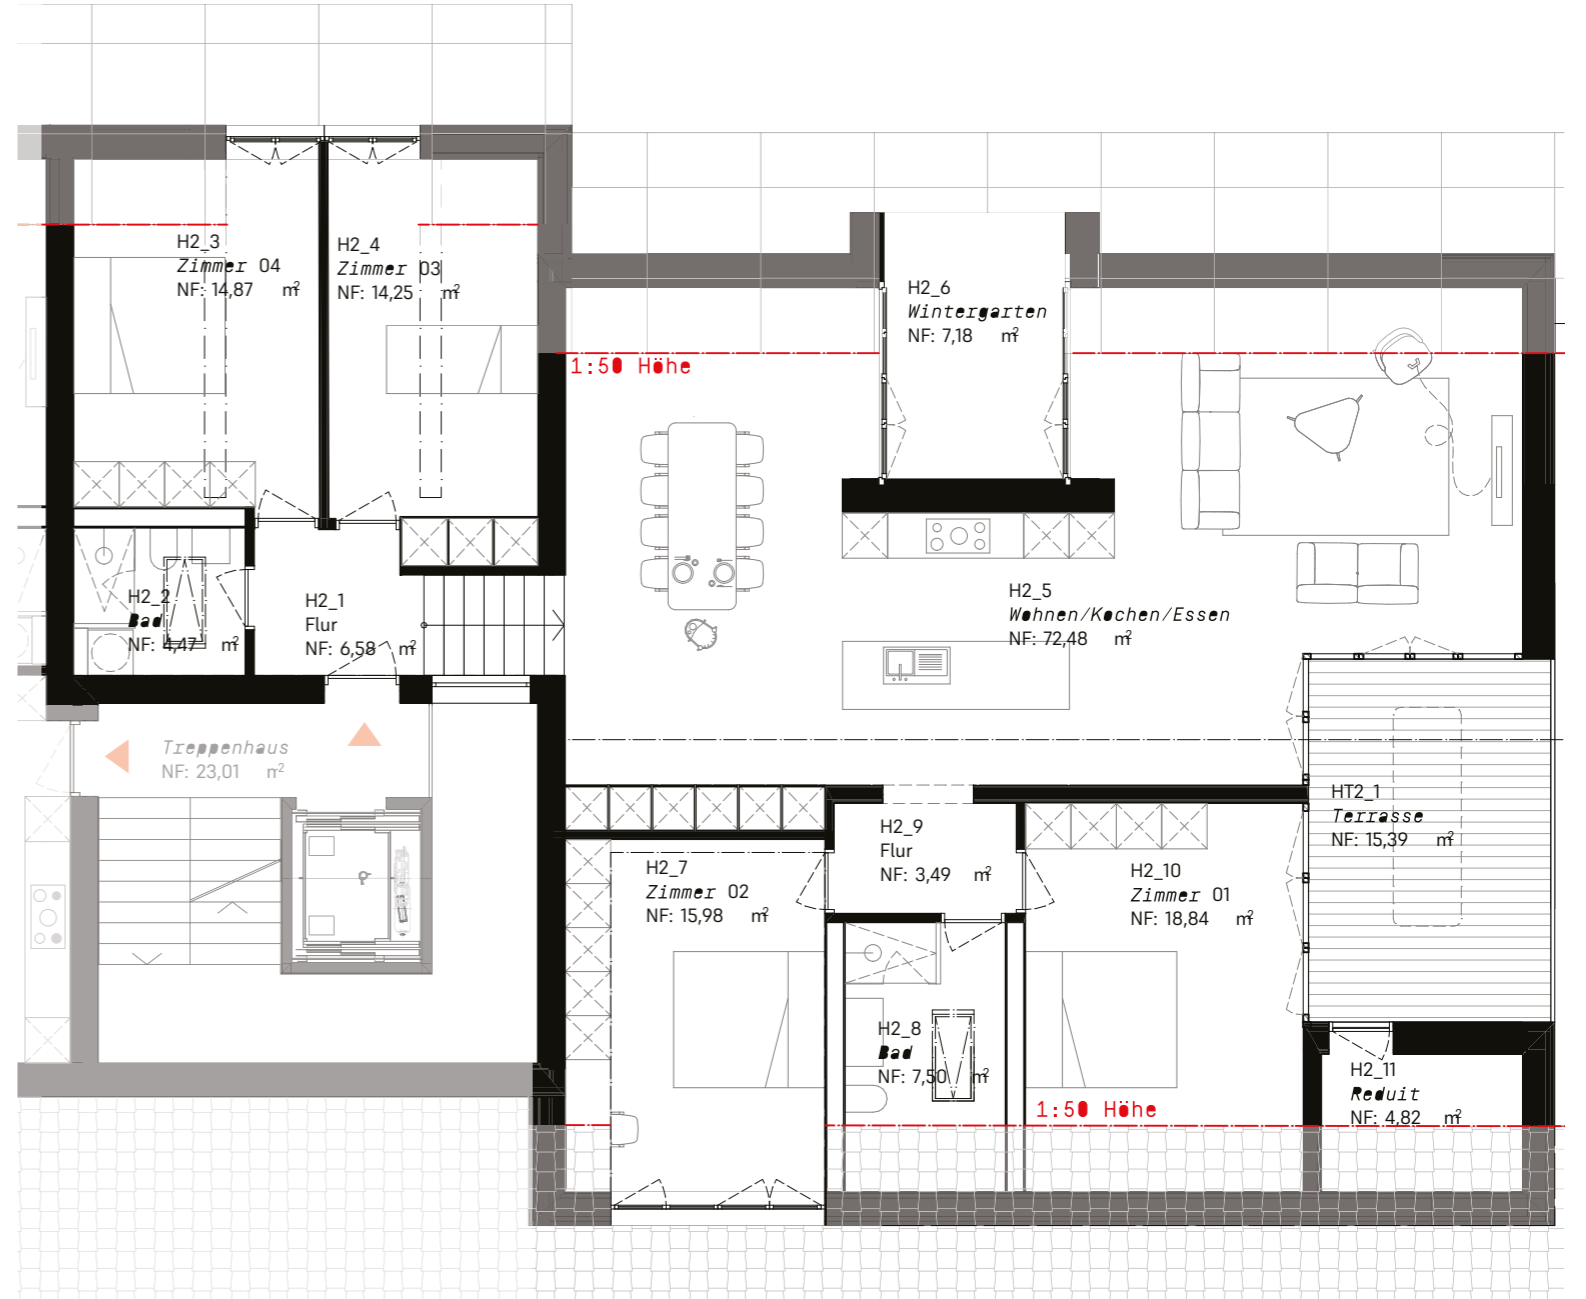 H2_3
Zimmer 04
NF: 14,87 m²
H2_4
Zimmer 03
NF: 14,25 m²
H2_6
Wintergarten
NF: 7,18 m²
1:50 Höhe
H2_5
Wohnen/Kochen/Essen
NF: 72,48 m²
H2_2
Bad
NF: 4,47 m²
H2_1
Flur
NF: 6,58 m²
Treppenhaus
NF: 23,01 m²
HT2_1
Terrasse
NF: 15,39 m²
H2_9
Flur
NF: 3,49 m²
H2_7
Zimmer 02
NF: 15,98 m²
H2_10
Zimmer 01
NF: 18,84 m²
H2_8
Bad
NF: 7,50 m²
1:50 Höhe
H2_11
Reduit
NF: 4,82 m²